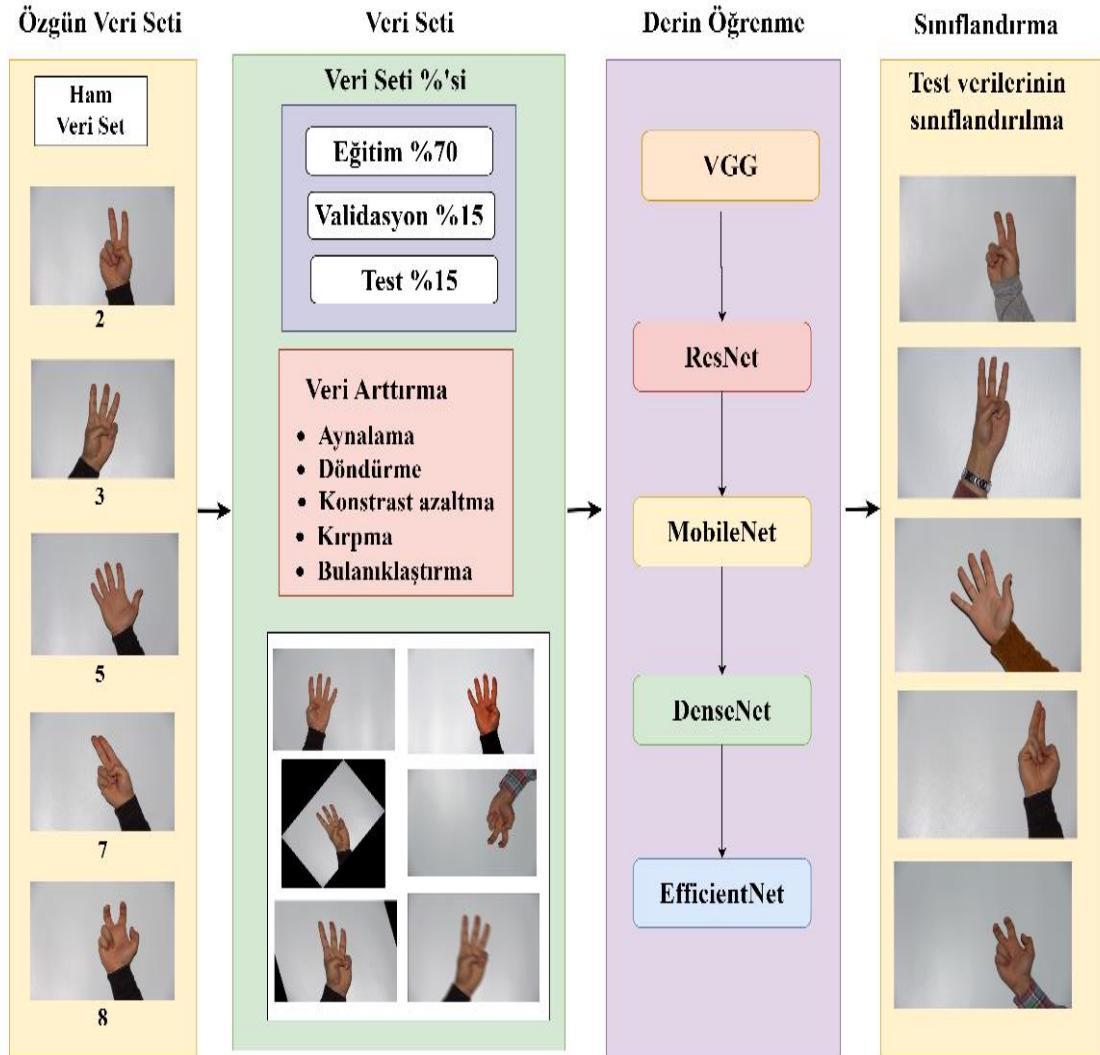 Özgün Veri Seti
Ham
Veri Set
2
3
5
7
8
Veri Seti
Veri Seti %'si
Eğitim %70
Validasyon %15
Test %15
Veri Arttırma
• Aynalama
• Döndürme
• Konstrast azaltma
• Kırpma
• Bulanıklaştırma
Derin Öğrenme
VGG
ResNet
MobileNet
DenseNet
EfficientNet
Sınıflandırma
Test verilerinin
sınıflandırılma